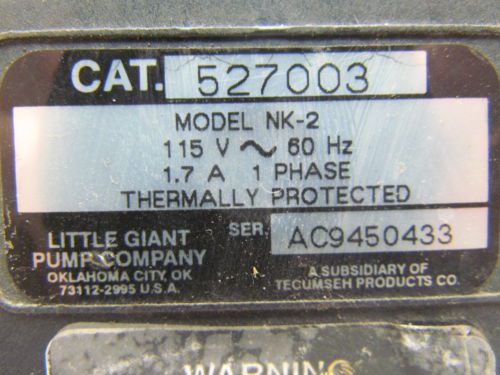 CAT. 527003
MODEL NK-2
115 V ~ 60 Hz
1.7 A 1 PHASE
THERMALLY PROTECTED
SER. AC9450433
LITTLE GIANT
PUMP COMPANY
OKLAHOMA CITY, OK
73112-2995 U.S.A.
A SUBSIDIARY OF
TECUMSEH PRODUCTS CO.
WARNING